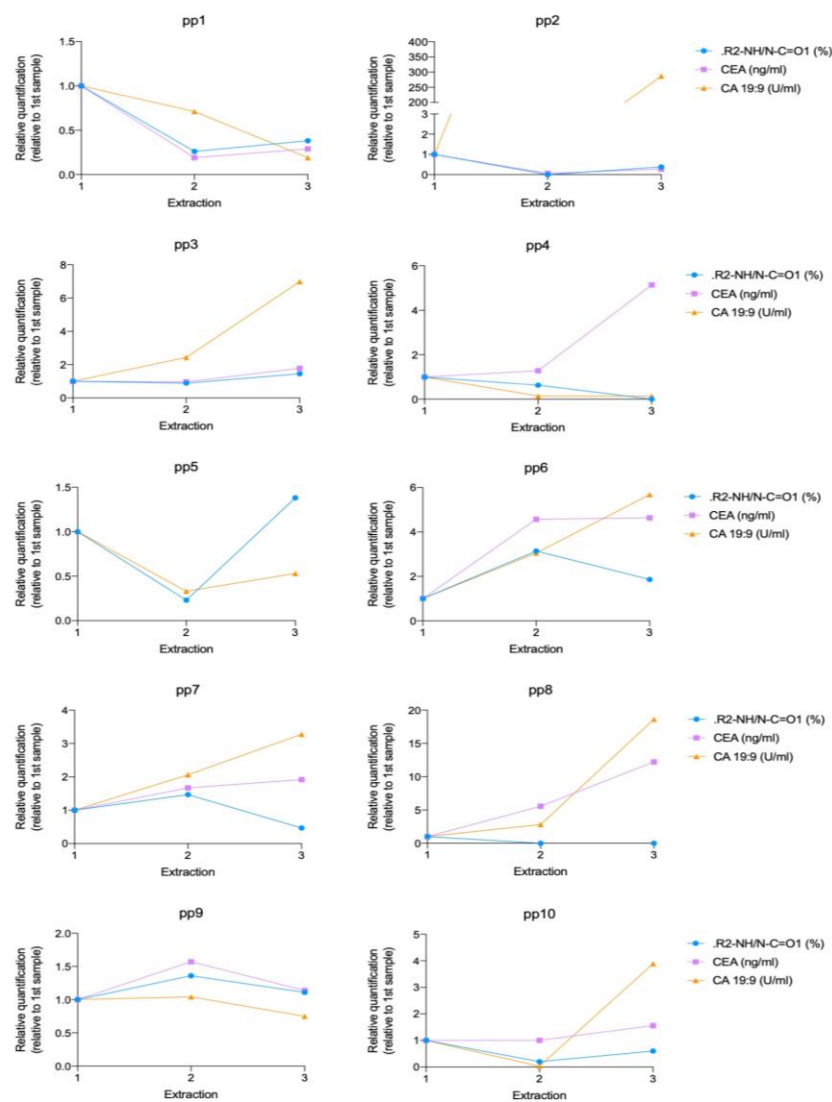 pp1
Relative quantification
(relative to 1st sample)
1.5
1.0
0.5
0.0
1
2
3
Extraction
pp2
Relative quantification
(relative to 1st sample)
400
350
300
250
200
3
2
1
0
1
2
3
Extraction
.R2-NH/N-C=O1 (%)
CEA (ng/ml)
CA 19:9 (U/ml)
pp3
Relative quantification
(relative to 1st sample)
8
6
4
2
0
1
2
3
Extraction
pp4
Relative quantification
(relative to 1st sample)
6
4
2
0
1
2
3
Extraction
.R2-NH/N-C=O1 (%)
CEA (ng/ml)
CA 19:9 (U/ml)
pp5
Relative quantification
(relative to 1st sample)
1.5
1.0
0.5
0.0
1
2
3
Extraction
pp6
Relative quantification
(relative to 1st sample)
6
4
2
0
1
2
3
Extraction
.R2-NH/N-C=O1 (%)
CEA (ng/ml)
CA 19:9 (U/ml)
pp7
Relative quantification
(relative to 1st sample)
4
3
2
1
0
1
2
3
Extraction
pp8
Relative quantification
(relative to 1st sample)
20
15
10
5
0
1
2
3
Extraction
.R2-NH/N-C=O1 (%)
CEA (ng/ml)
CA 19:9 (U/ml)
pp9
Relative quantification
(relative to 1st sample)
2.0
1.5
1.0
0.5
0.0
1
2
3
Extraction
pp10
Relative quantification
(relative to 1st sample)
5
4
3
2
1
0
1
2
3
Extraction
.R2-NH/N-C=O1 (%)
CEA (ng/ml)
CA 19:9 (U/ml)